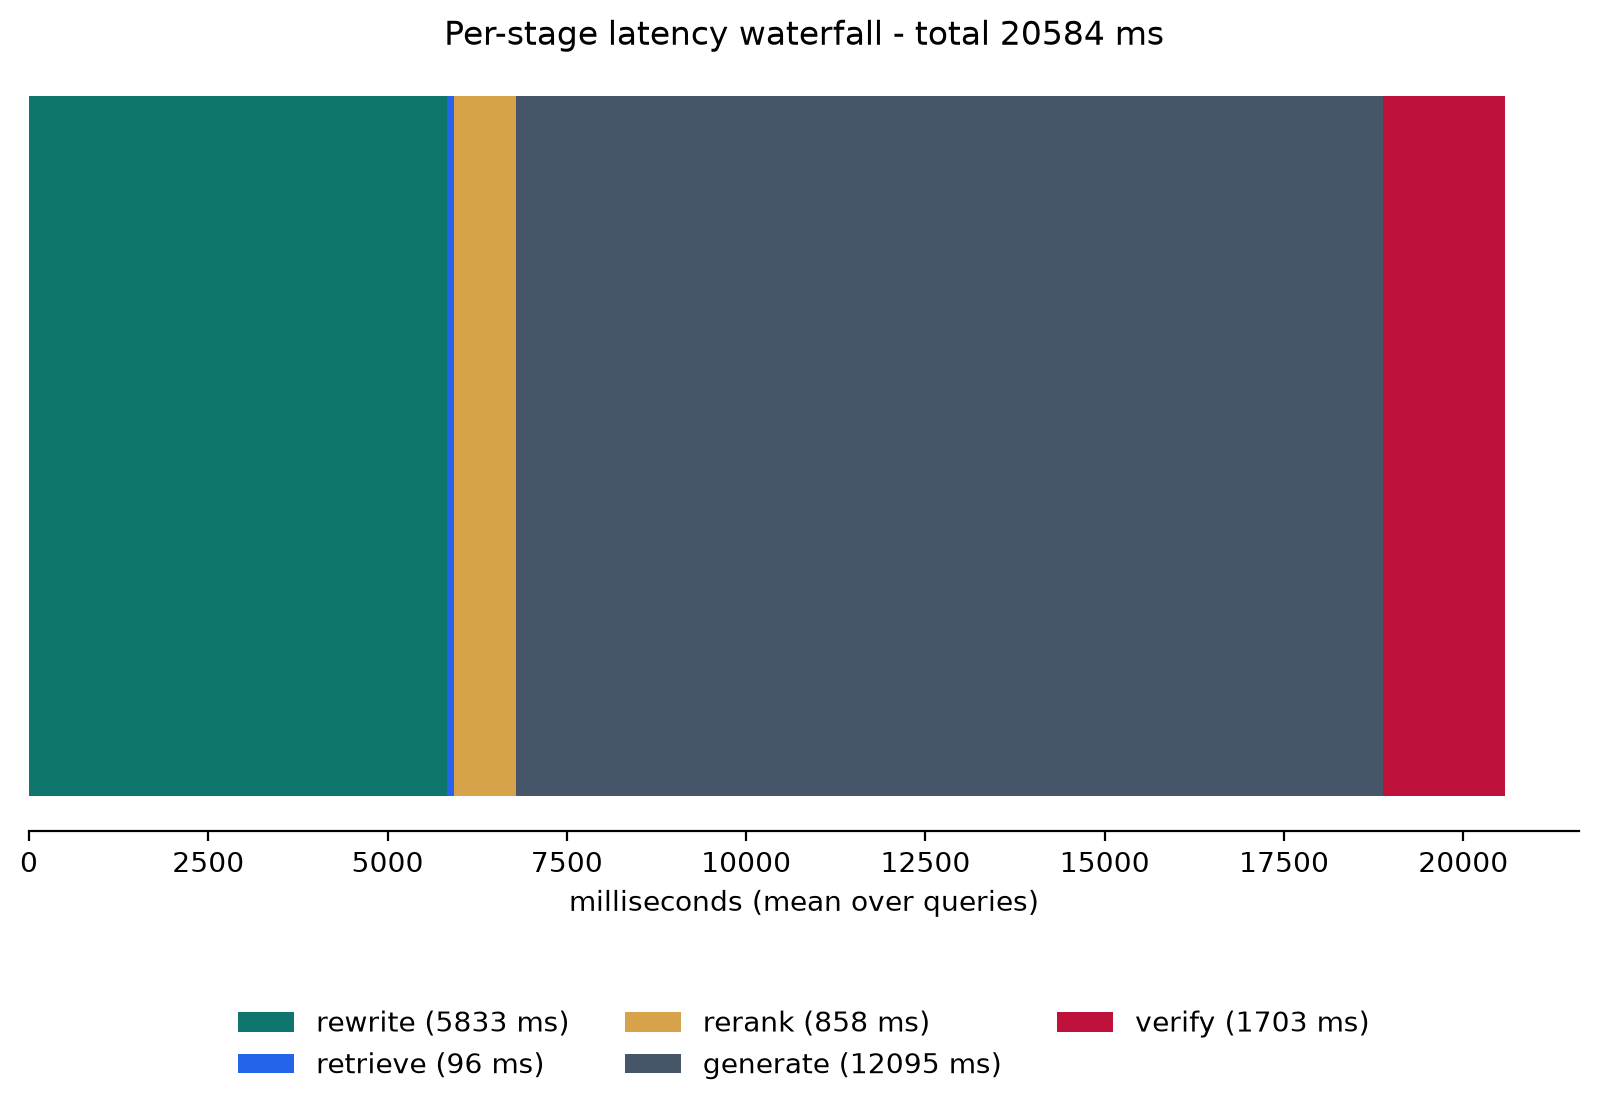 Per-stage latency waterfall - total 20584 ms
0 2500 5000 7500 10000 12500 15000 17500 20000
milliseconds (mean over queries)
rewrite (5833 ms) rerank (858 ms) verify (1703 ms)
retrieve (96 ms) generate (12095 ms)